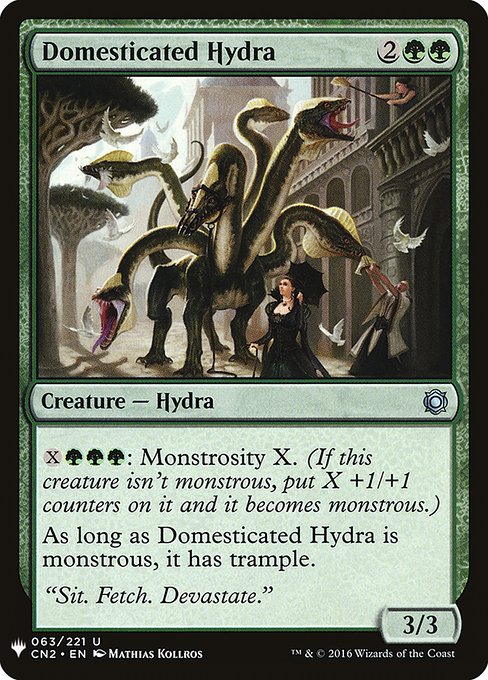 Domesticated Hydra 2
Creature — Hydra
X: Monstrosity X. (If this
creature isn't monstrous, put X +1/+1
counters on it and it becomes monstrous.)
As long as Domesticated Hydra is
monstrous, it has trample.
“Sit. Fetch. Devastate.”
3/3
063/221 U
CN2 • EN Mathias Kollros
™ & © 2016 Wizards of the Coast